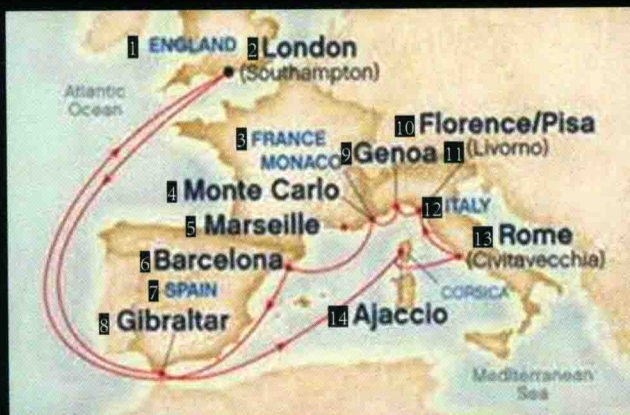 1 ENGLAND
2 London
(Southampton)
Atlantic
Ocean
10 Florence/Pisa
3 FRANCE
MONACO
9 Genoa
11 (Livorno)
4 Monte Carlo
12 ITALY
5 Marseille
13 Rome
(Civitavecchia)
6 Barcelona
7 SPAIN
CORSICA
8 Gibraltar
14 Ajaccio
Mediterranean
Sea